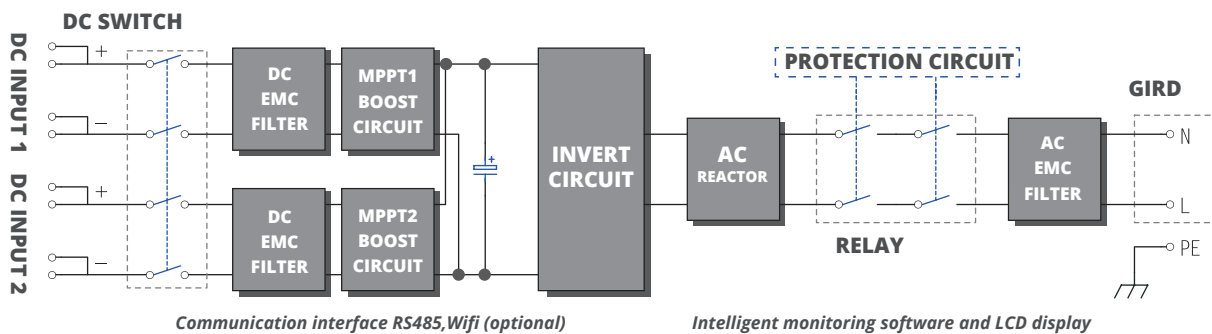 DC SWITCH
DC INPUT 1
+
−
DC INPUT 2
+
−
DC
EMC
FILTER
MPPT1
BOOST
CIRCUIT
DC
EMC
FILTER
MPPT2
BOOST
CIRCUIT
+
INVERT
CIRCUIT
AC
REACTOR
PROTECTION CIRCUIT
RELAY
AC
EMC
FILTER
GIRD
N
L
PE
Communication interface RS485,Wifi (optional)
Intelligent monitoring software and LCD display